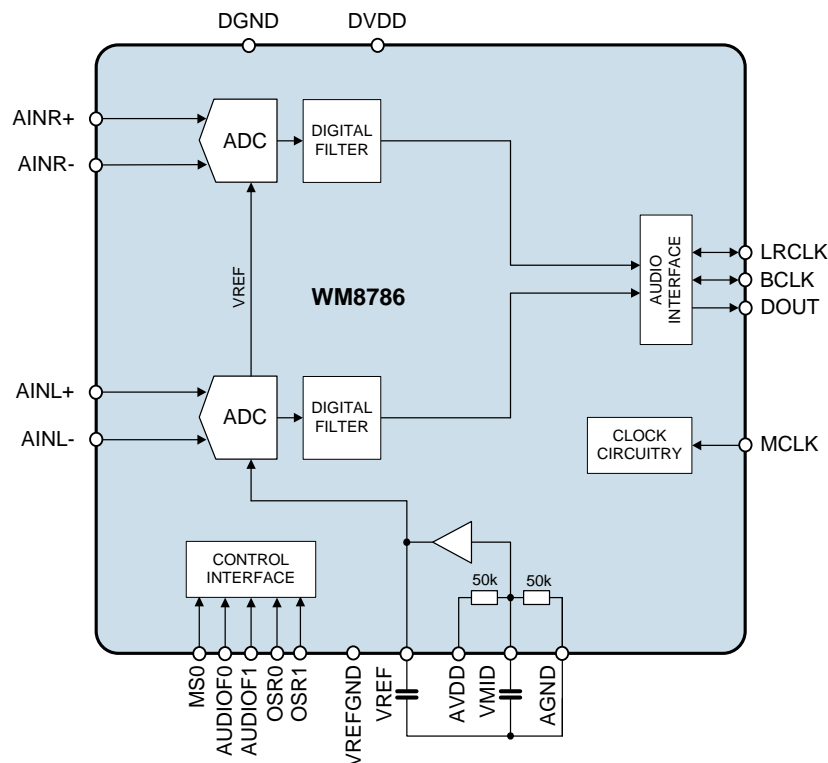 DGND
DVDD
AINR+
AINR-
ADC
DIGITAL
FILTER
VREF
WM8786
AUDIO
INTERFACE
LRCLK
BCLK
DOUT
AINL+
AINL-
ADC
DIGITAL
FILTER
CLOCK
CIRCUITRY
MCLK
CONTROL
INTERFACE
50k
50k
MS0
AUDIOF0
AUDIOF1
OSR0
OSR1
VREFGND
VREF
AVDD
VMID
AGND